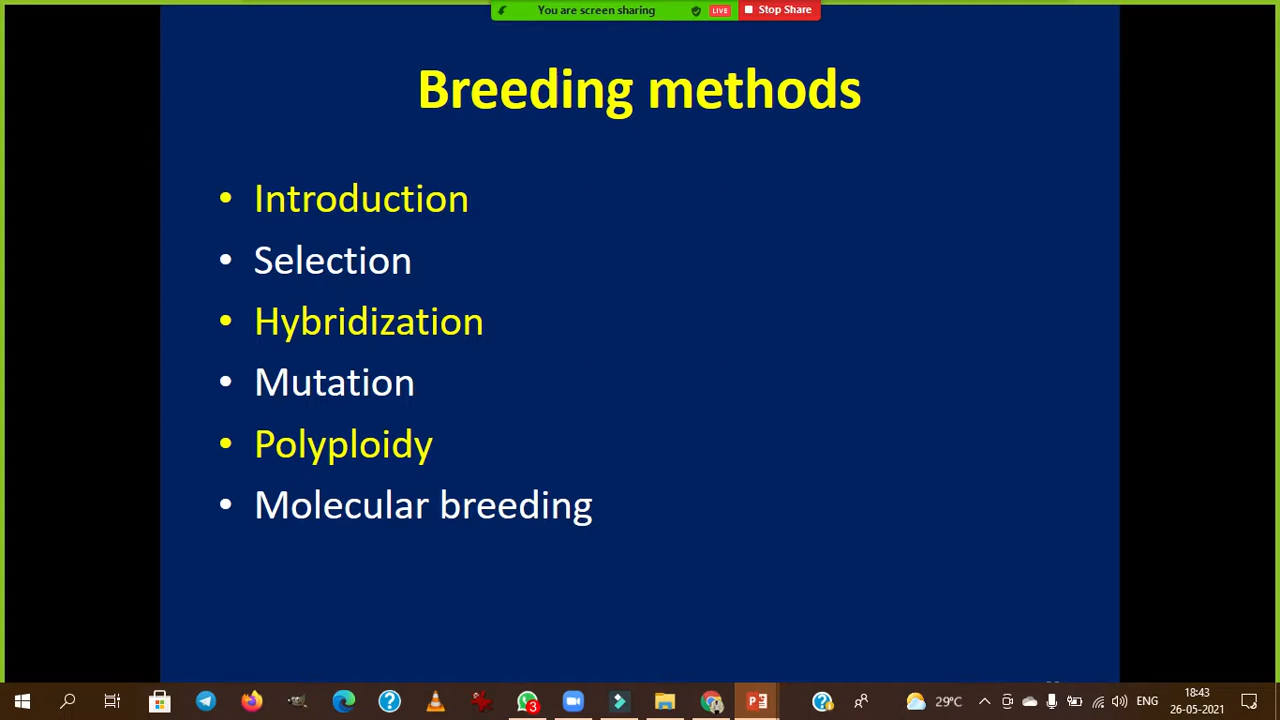 You are screen sharing
LIVE
Stop Share
Breeding methods
• Introduction
• Selection
• Hybridization
• Mutation
• Polyploidy
• Molecular breeding
3
29°C
ENG
18:43
26-05-2021